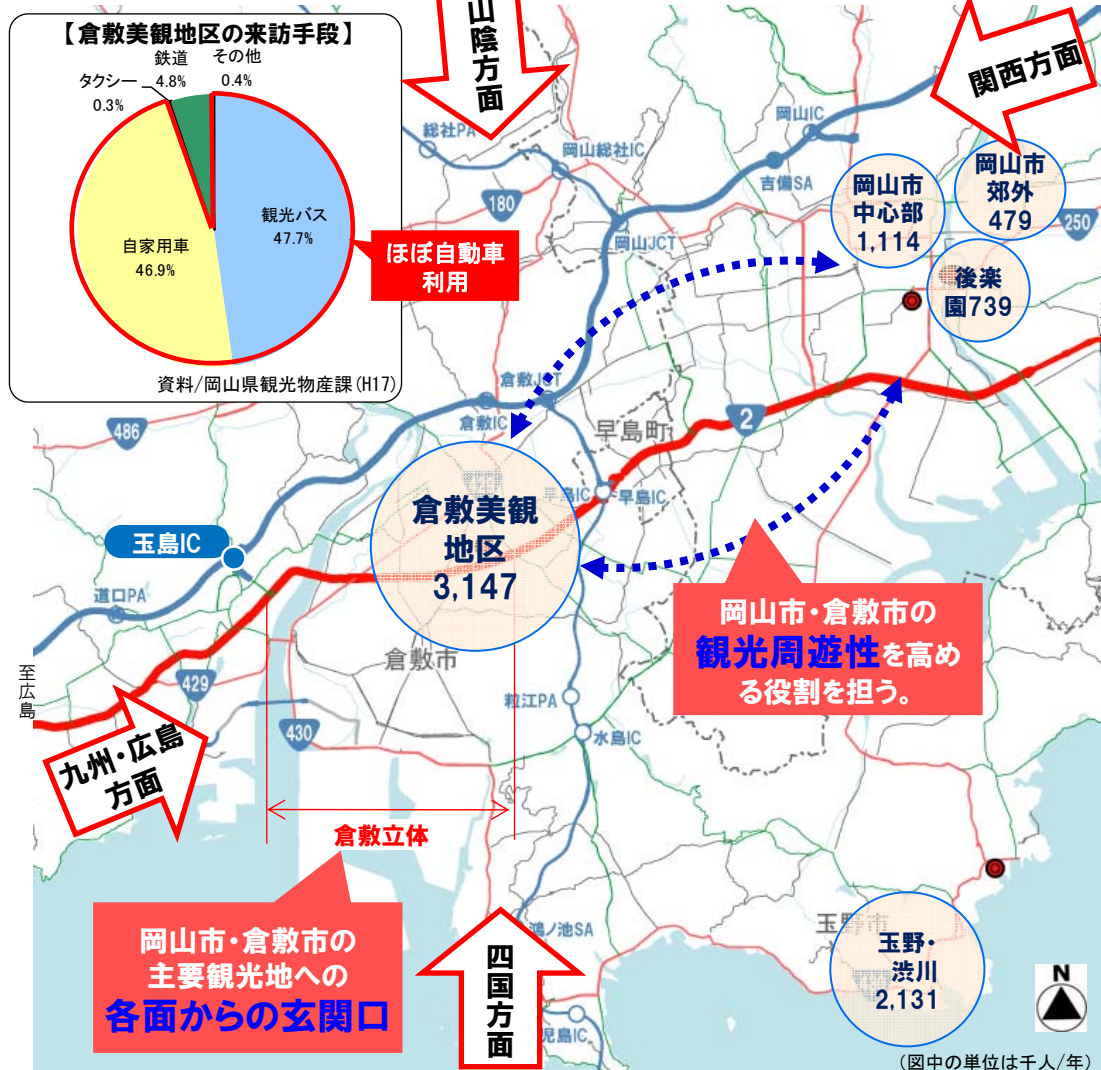 【倉敷美観地区の来訪手段】
鉄道
4.8%
その他
0.4%
タクシー
0.3%
観光バス
47.7%
自家用車
46.9%
ほぼ自動車
利用
資料/岡山県観光物産課(H17)
山陰方面
関西方面
総社PA
岡山総社IC
岡山IC
吉備SA
180
岡山JCT
岡山市
中心部
1,114
岡山市
郊外
479
250
後楽
園739
倉敷JCT
倉敷IC
486
早島町
2
早島IC
早島IC
倉敷美観
地区
3,147
玉島IC
道口PA
倉敷市
至広島
429
430
粒江PA
水島IC
岡山市・倉敷市の
観光周遊性を高め
る役割を担う。
九州・広島
方面
倉敷立体
岡山市・倉敷市の
主要観光地への
各面からの玄関口
四国方面
鴻ノ池SA
児島IC
玉野市
玉野・
渋川
2,131
N
(図中の単位は千人/年)